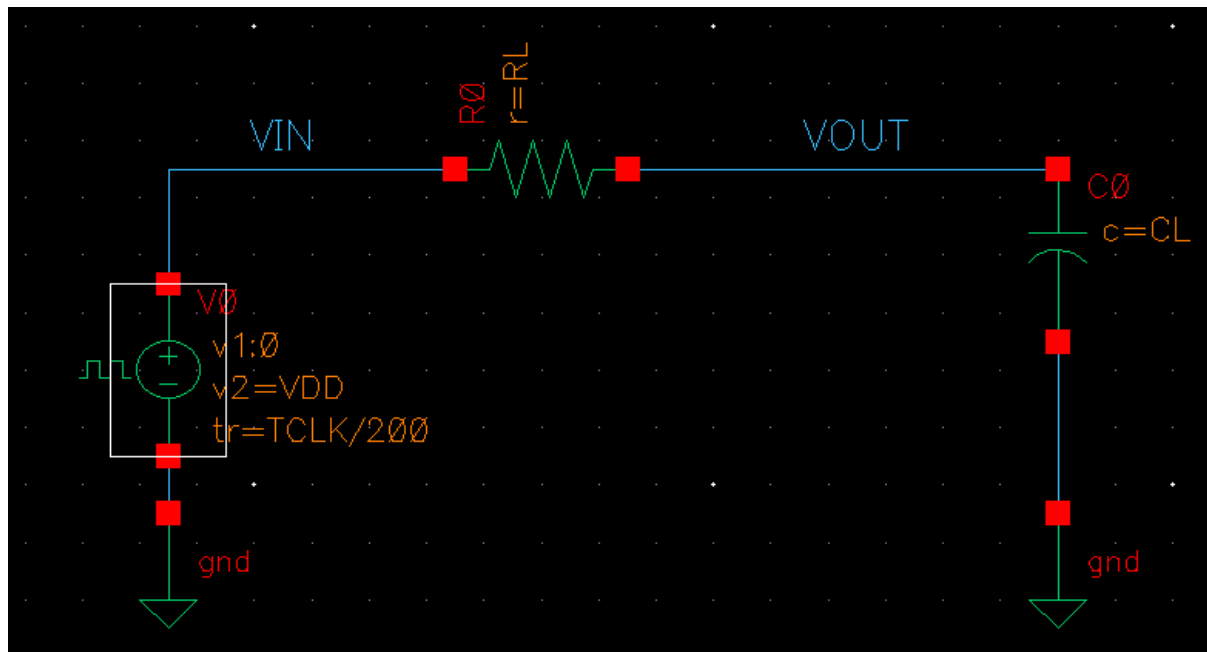 R0
r=RL
VIN
VOUT
C0
c=CL
V0
v1:0
v2=VDD
tr=TCLK/200
gnd
gnd